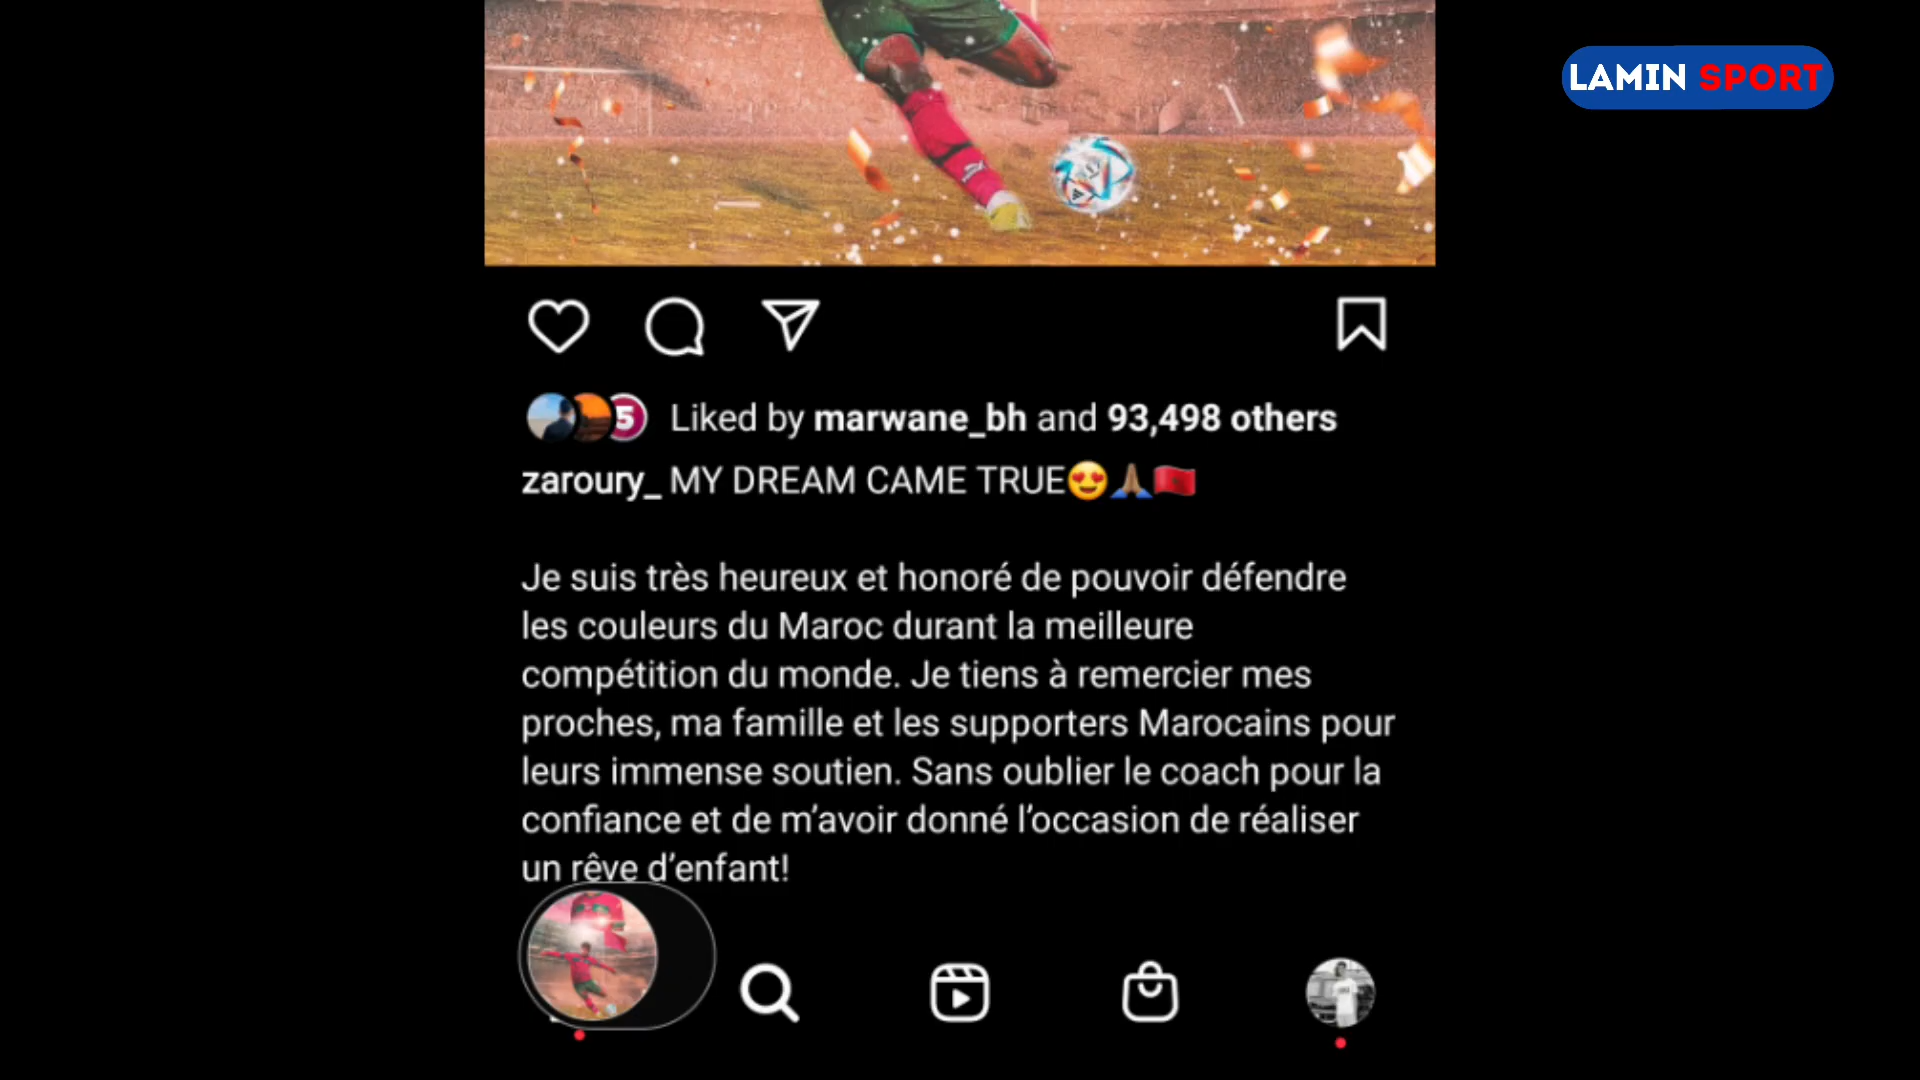 LAMIN SPORT
5 Liked by marwane_bh and 93,498 others
zaroury_ MY DREAM CAME TRUE😍🙏🏾🇲🇦
Je suis très heureux et honoré de pouvoir défendre
les couleurs du Maroc durant la meilleure
compétition du monde. Je tiens à remercier mes
proches, ma famille et les supporters Marocains pour
leurs immense soutien. Sans oublier le coach pour la
confiance et de m’avoir donné l’occasion de réaliser
un rêve d’enfant!